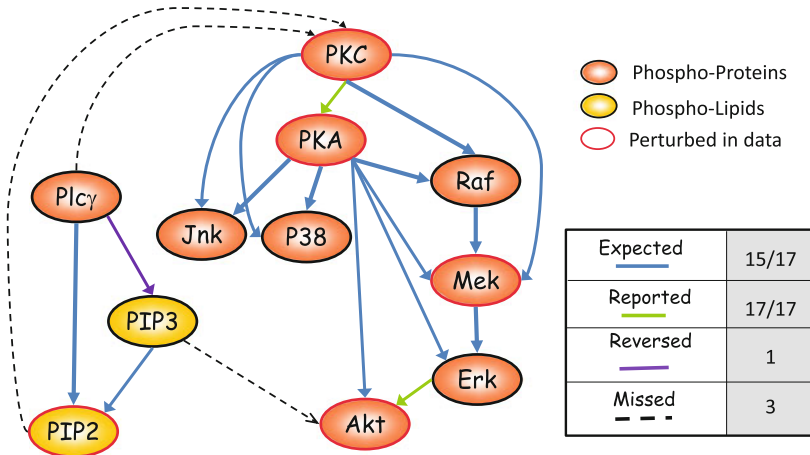 PKC
Phospho-Proteins
Phospho-Lipids
Perturbed in data
PKA
Raf
Plcγ
Jnk
P38
Mek
PIP3
Erk
Akt
PIP2
Expected 15/17
Reported 17/17
Reversed 1
Missed 3